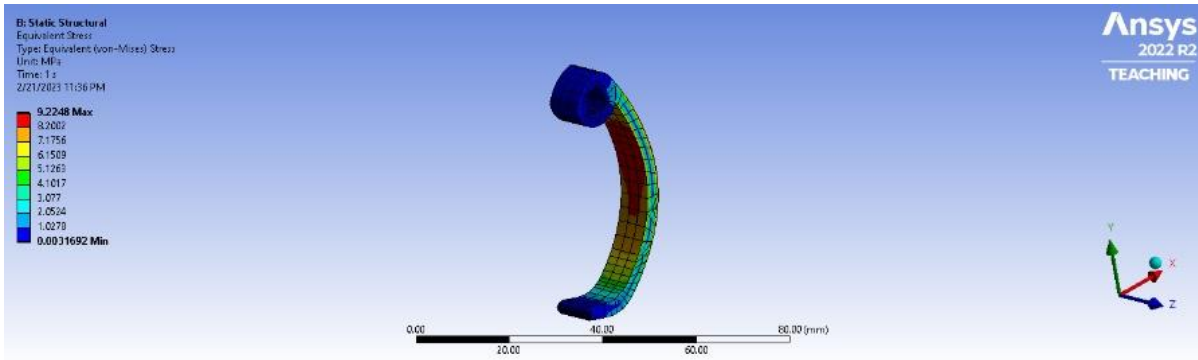 B: Static Structural
Equivalent Stress
Type: Equivalent (von-Mises) Stress
Unit: MPa
Time: 1 s
2/21/2023 11:36 PM
9.2248 Max
8.2002
7.1756
6.1509
5.1263
4.1017
3.077
2.0524
1.0278
0.0031692 Min
Ansys
2022 R2
TEACHING
Y
X
Z
0.00
40.00
80.00 (mm)
20.00
60.00